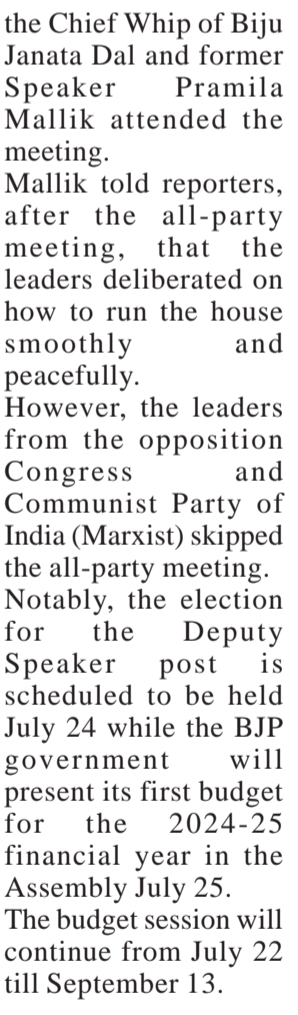 the Chief Whip of Biju
Janata Dal and former
Speaker Pramila
Mallik attended the
meeting.
Mallik told reporters,
after the all-party
meeting, that the
leaders deliberated on
how to run the house
smoothly and
peacefully.
However, the leaders
from the opposition
Congress and
Communist Party of
India (Marxist) skipped
the all-party meeting.
Notably, the election
for the Deputy
Speaker post is
scheduled to be held
July 24 while the BJP
government will
present its first budget
for the 2024-25
financial year in the
Assembly July 25.
The budget session will
continue from July 22
till September 13.